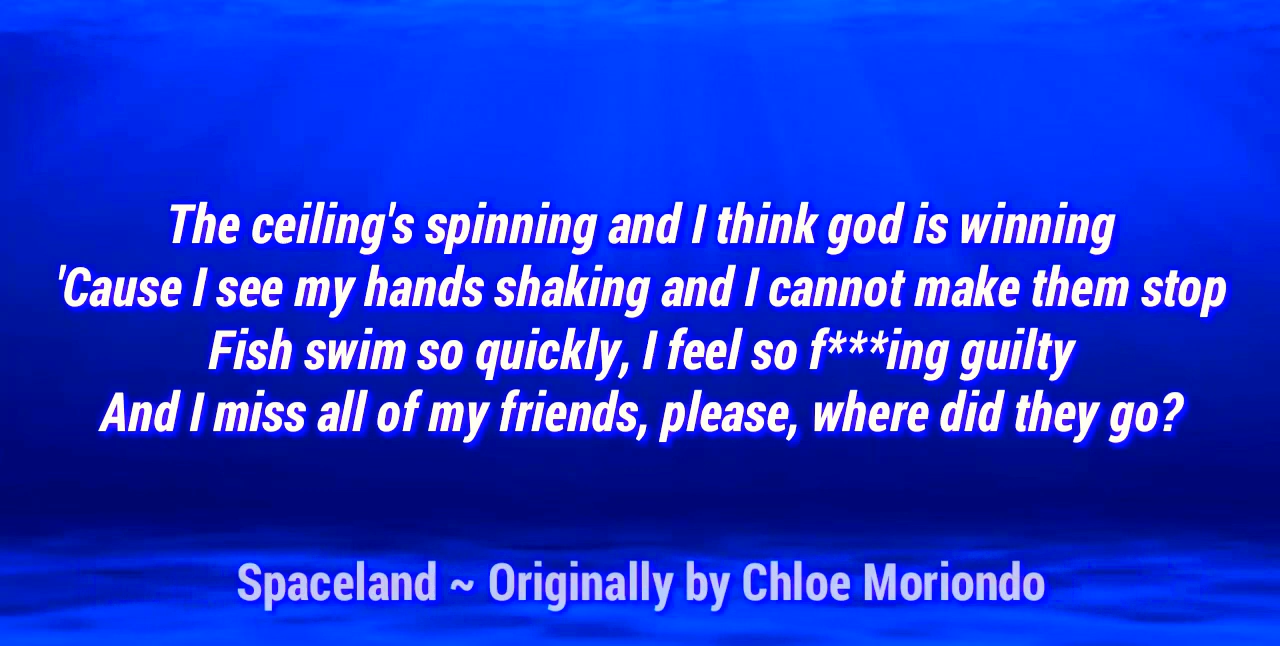 The ceiling's spinning and I think god is winning
'Cause I see my hands shaking and I cannot make them stop
Fish swim so quickly, I feel so f***ing guilty
And I miss all of my friends, please, where did they go?
Spaceland ~ Originally by Chloe Moriondo